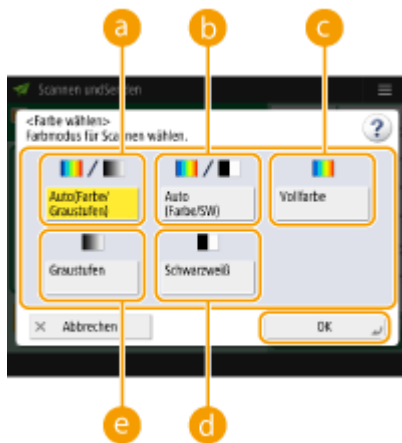 a b c
Scannen undSenden
<Farbe wählen>
Farbmodus für Scannen wählen.
?
Auto(Farbe/
Graustufen)
Auto
(Farbe/SW)
Vollfarbe
Graustufen
Schwarzweiß
× Abbrechen
OK
e d